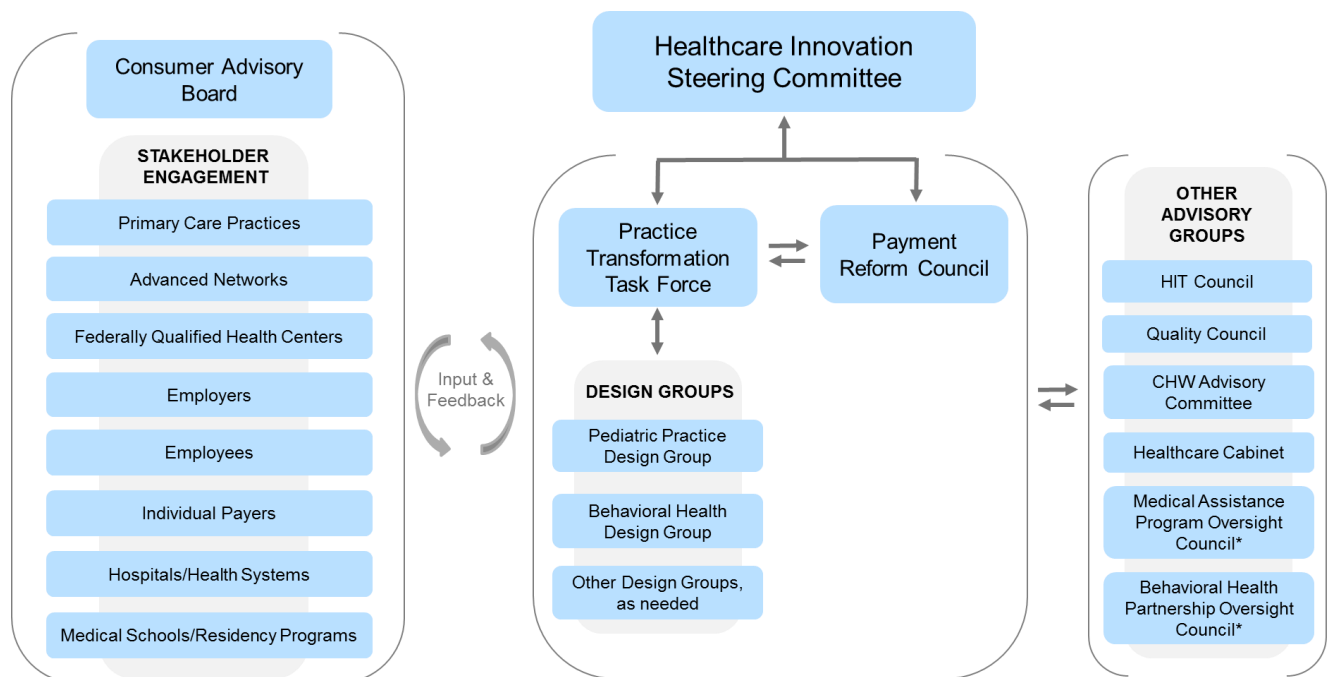 Consumer Advisory
Board
STAKEHOLDER
ENGAGEMENT
Primary Care Practices
Advanced Networks
Federally Qualified Health Centers
Employers
Employees
Individual Payers
Hospitals/Health Systems
Medical Schools/Residency Programs
Input &
Feedback
Healthcare Innovation
Steering Committee
Practice
Transformation
Task Force
Payment
Reform Council
DESIGN GROUPS
Pediatric Practice
Design Group
Behavioral Health
Design Group
Other Design Groups,
as needed
OTHER
ADVISORY
GROUPS
HIT Council
Quality Council
CHW Advisory
Committee
Healthcare Cabinet
Medical Assistance
Program Oversight
Council*
Behavioral Health
Partnership Oversight
Council*